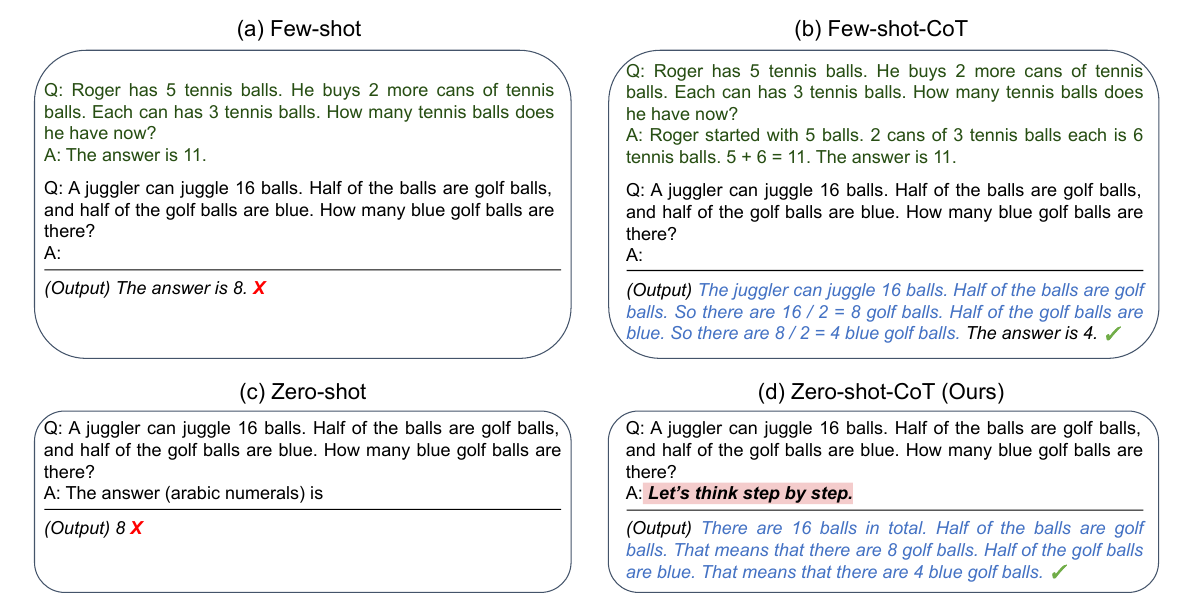 (a) Few-shot
Q: Roger has 5 tennis balls. He buys 2 more cans of tennis
balls. Each can has 3 tennis balls. How many tennis balls does
he have now?
A: The answer is 11.
Q: A juggler can juggle 16 balls. Half of the balls are golf balls,
and half of the golf balls are blue. How many blue golf balls are
there?
A:
(Output) The answer is 8. X
(b) Few-shot-CoT
Q: Roger has 5 tennis balls. He buys 2 more cans of tennis
balls. Each can has 3 tennis balls. How many tennis balls does
he have now?
A: Roger started with 5 balls. 2 cans of 3 tennis balls each is 6
tennis balls. 5 + 6 = 11. The answer is 11.
Q: A juggler can juggle 16 balls. Half of the balls are golf balls,
and half of the golf balls are blue. How many blue golf balls are
there?
A:
(Output) The juggler can juggle 16 balls. Half of the balls are golf
balls. So there are 16 / 2 = 8 golf balls. Half of the golf balls are
blue. So there are 8 / 2 = 4 blue golf balls. The answer is 4. ✓
(c) Zero-shot
Q: A juggler can juggle 16 balls. Half of the balls are golf balls,
and half of the golf balls are blue. How many blue golf balls are
there?
A: The answer (arabic numerals) is
(Output) 8 X
(d) Zero-shot-CoT (Ours)
Q: A juggler can juggle 16 balls. Half of the balls are golf balls,
and half of the golf balls are blue. How many blue golf balls are
there?
A: Let's think step by step.
(Output) There are 16 balls in total. Half of the balls are golf
balls. That means that there are 8 golf balls. Half of the golf balls
are blue. That means that there are 4 blue golf balls. ✓